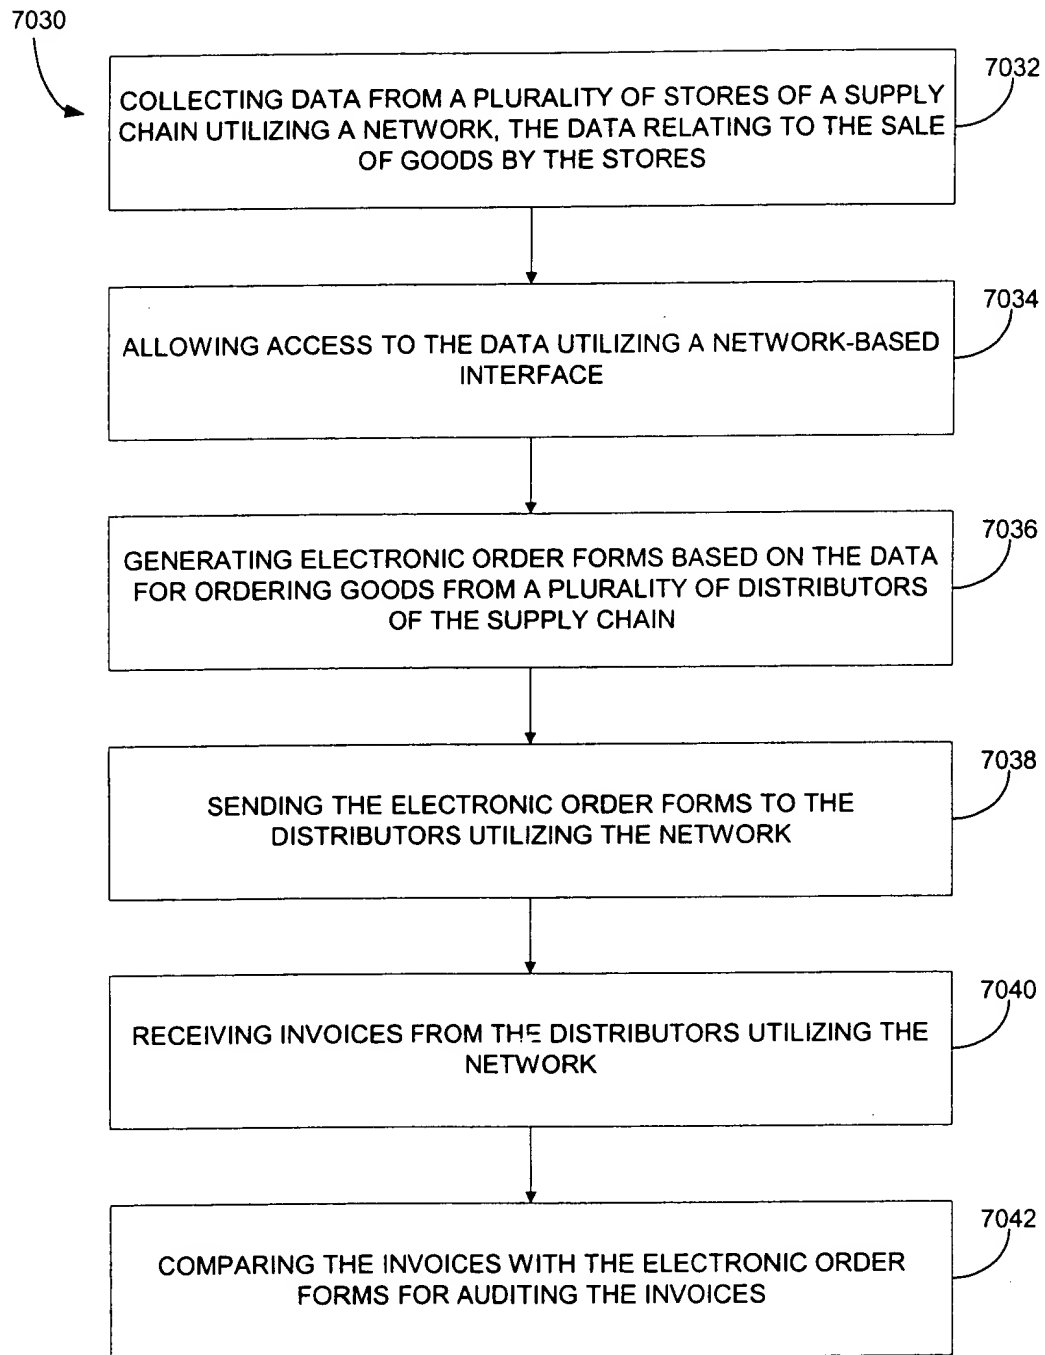 7030
7032
COLLECTING DATA FROM A PLURALITY OF STORES OF A SUPPLY
CHAIN UTILIZING A NETWORK, THE DATA RELATING TO THE SALE
OF GOODS BY THE STORES
7034
ALLOWING ACCESS TO THE DATA UTILIZING A NETWORK-BASED
INTERFACE
7036
GENERATING ELECTRONIC ORDER FORMS BASED ON THE DATA
FOR ORDERING GOODS FROM A PLURALITY OF DISTRIBUTORS
OF THE SUPPLY CHAIN
7038
SENDING THE ELECTRONIC ORDER FORMS TO THE
DISTRIBUTORS UTILIZING THE NETWORK
7040
RECEIVING INVOICES FROM THE DISTRIBUTORS UTILIZING THE
NETWORK
7042
COMPARING THE INVOICES WITH THE ELECTRONIC ORDER
FORMS FOR AUDITING THE INVOICES